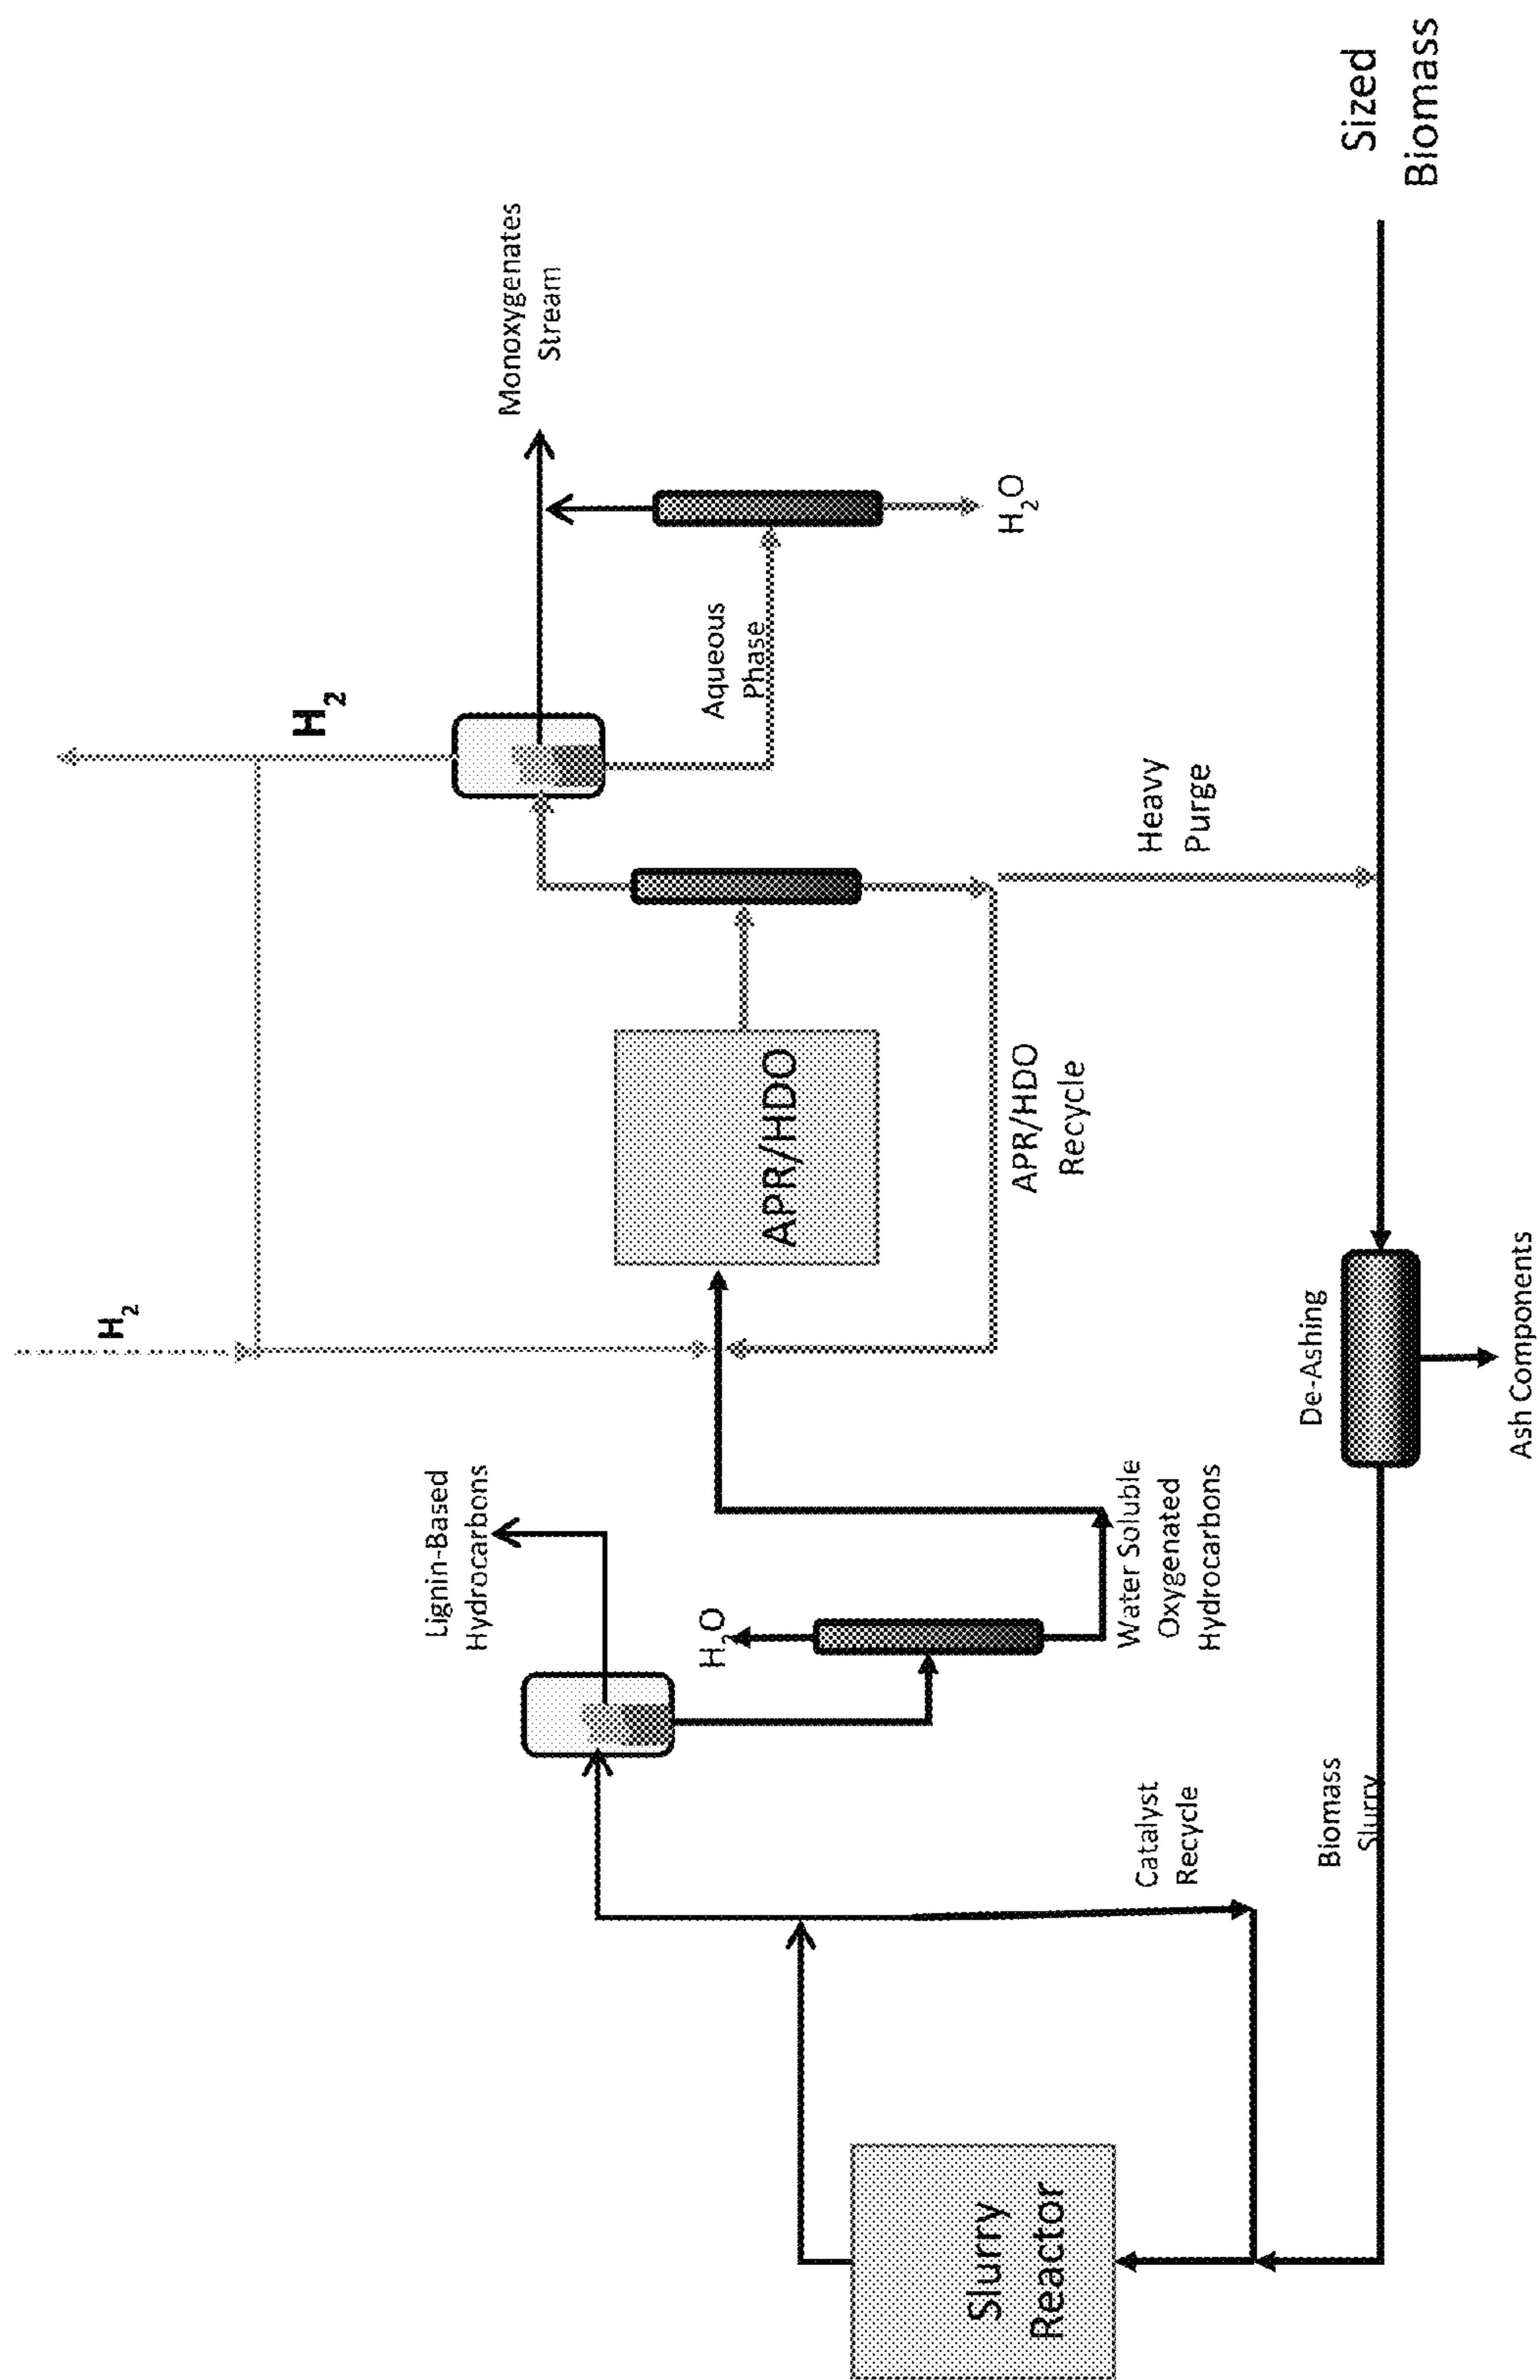 H2
H2
Monoxygenates
Stream
Lignin-Based
Hydrocarbons
Aqueous
Phase
H2O
H2O
APR/HDO
Slurry
Reactor
APR/HDO
Recycle
Heavy
Purge
Water Soluble
Oxygenated
Hydrocarbons
Catalyst
Recycle
Biomass
Slurry
De-Ashing
Ash Components
Sized
Biomass